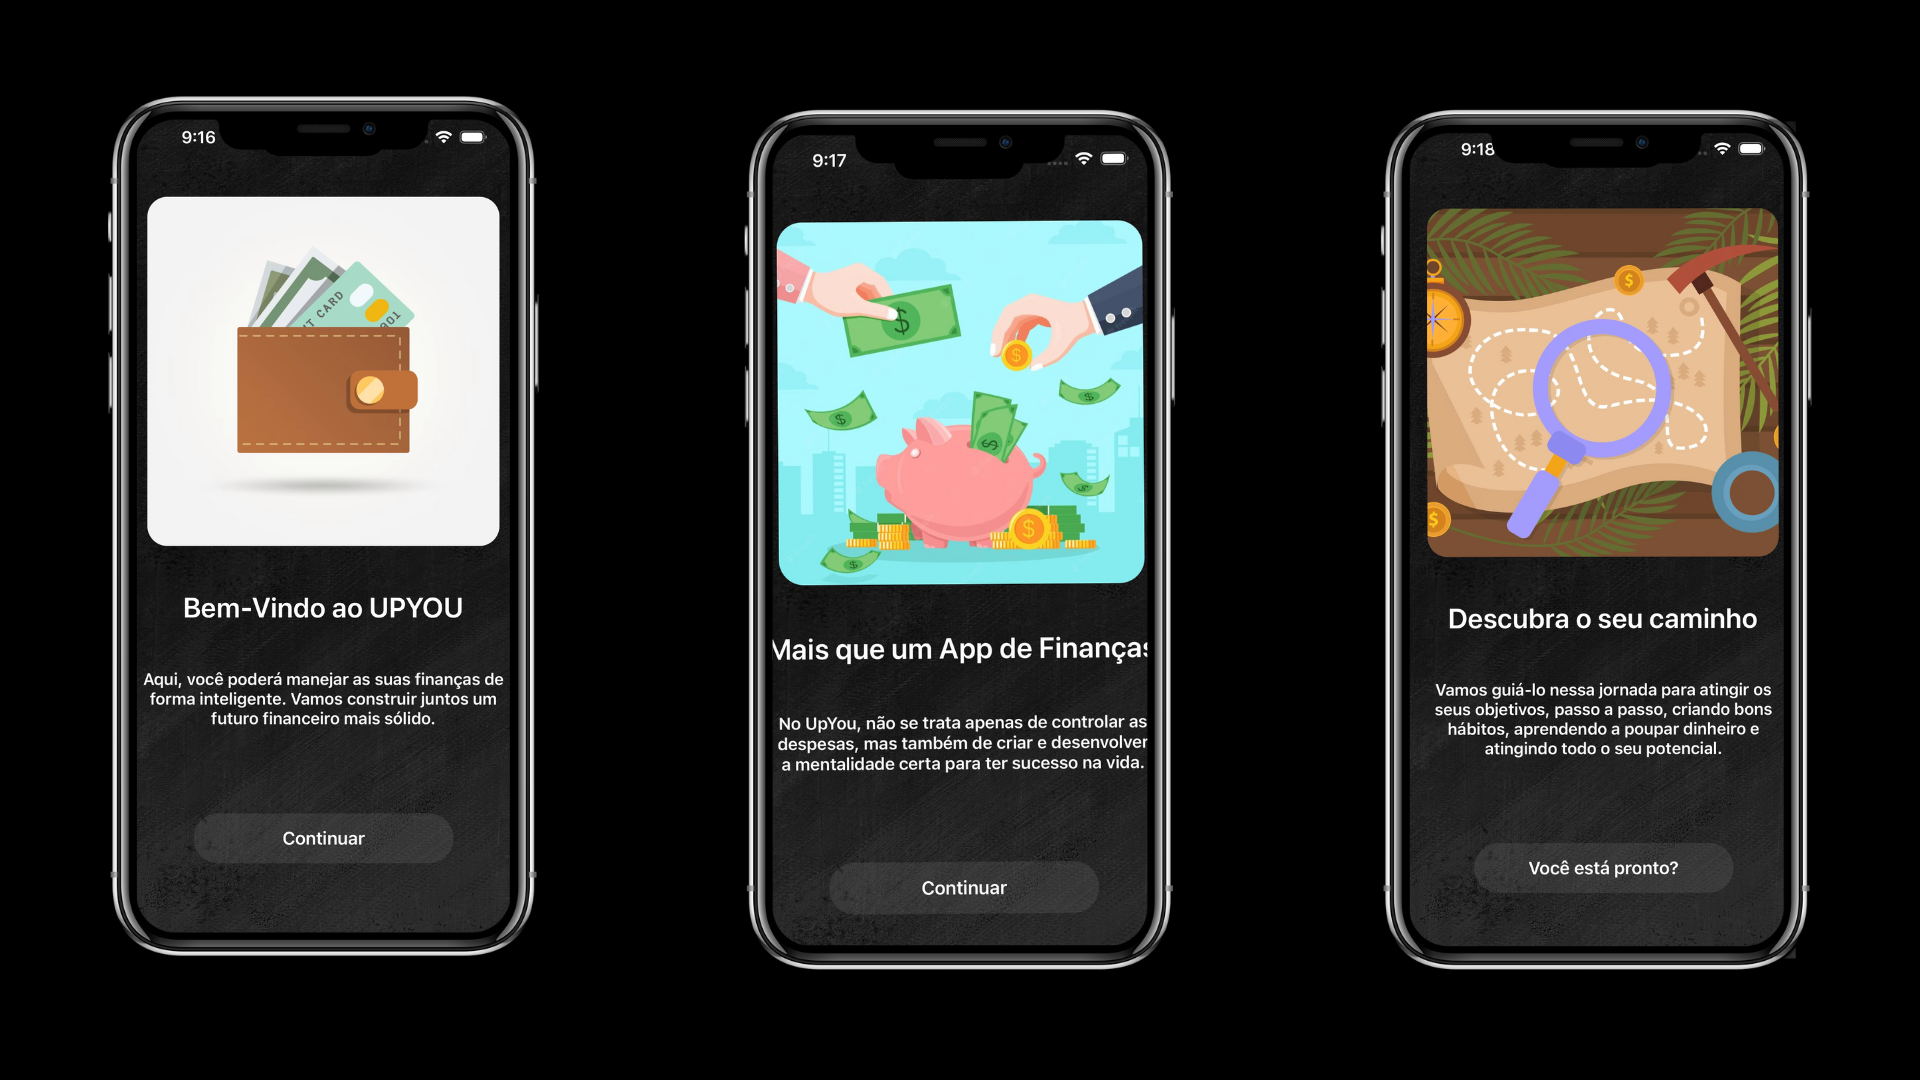 9:16
IT CARD
801
Bem-Vindo ao UPYOU
Aqui, você poderá manejar as suas finanças de
forma inteligente. Vamos construir juntos um
futuro financeiro mais sólido.
Continuar
9:17
$
$
$
$
$
$
$
$
Mais que um App de Finanças
No UpYou, não se trata apenas de controlar as
despesas, mas também de criar e desenvolver
a mentalidade certa para ter sucesso na vida.
Continuar
9:18
$
$
Descubra o seu caminho
Vamos guiá-lo nessa jornada para atingir os
seus objetivos, passo a passo, criando bons
hábitos, aprendendo a poupar dinheiro e
atingindo todo o seu potencial.
Você está pronto?